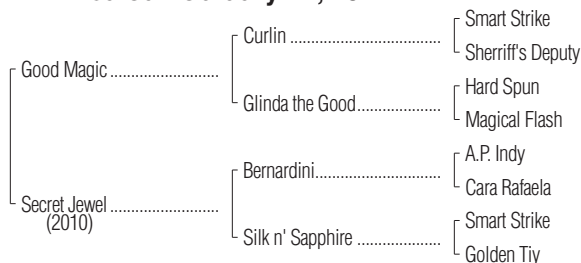 Curlin
Smart Strike
Sherriff's Deputy
Good Magic
Glinda the Good
Hard Spun
Magical Flash
Bernardini
A.P. Indy
Cara Rafaela
Secret Jewel
(2010)
Silk n' Sapphire
Smart Strike
Golden Tiy